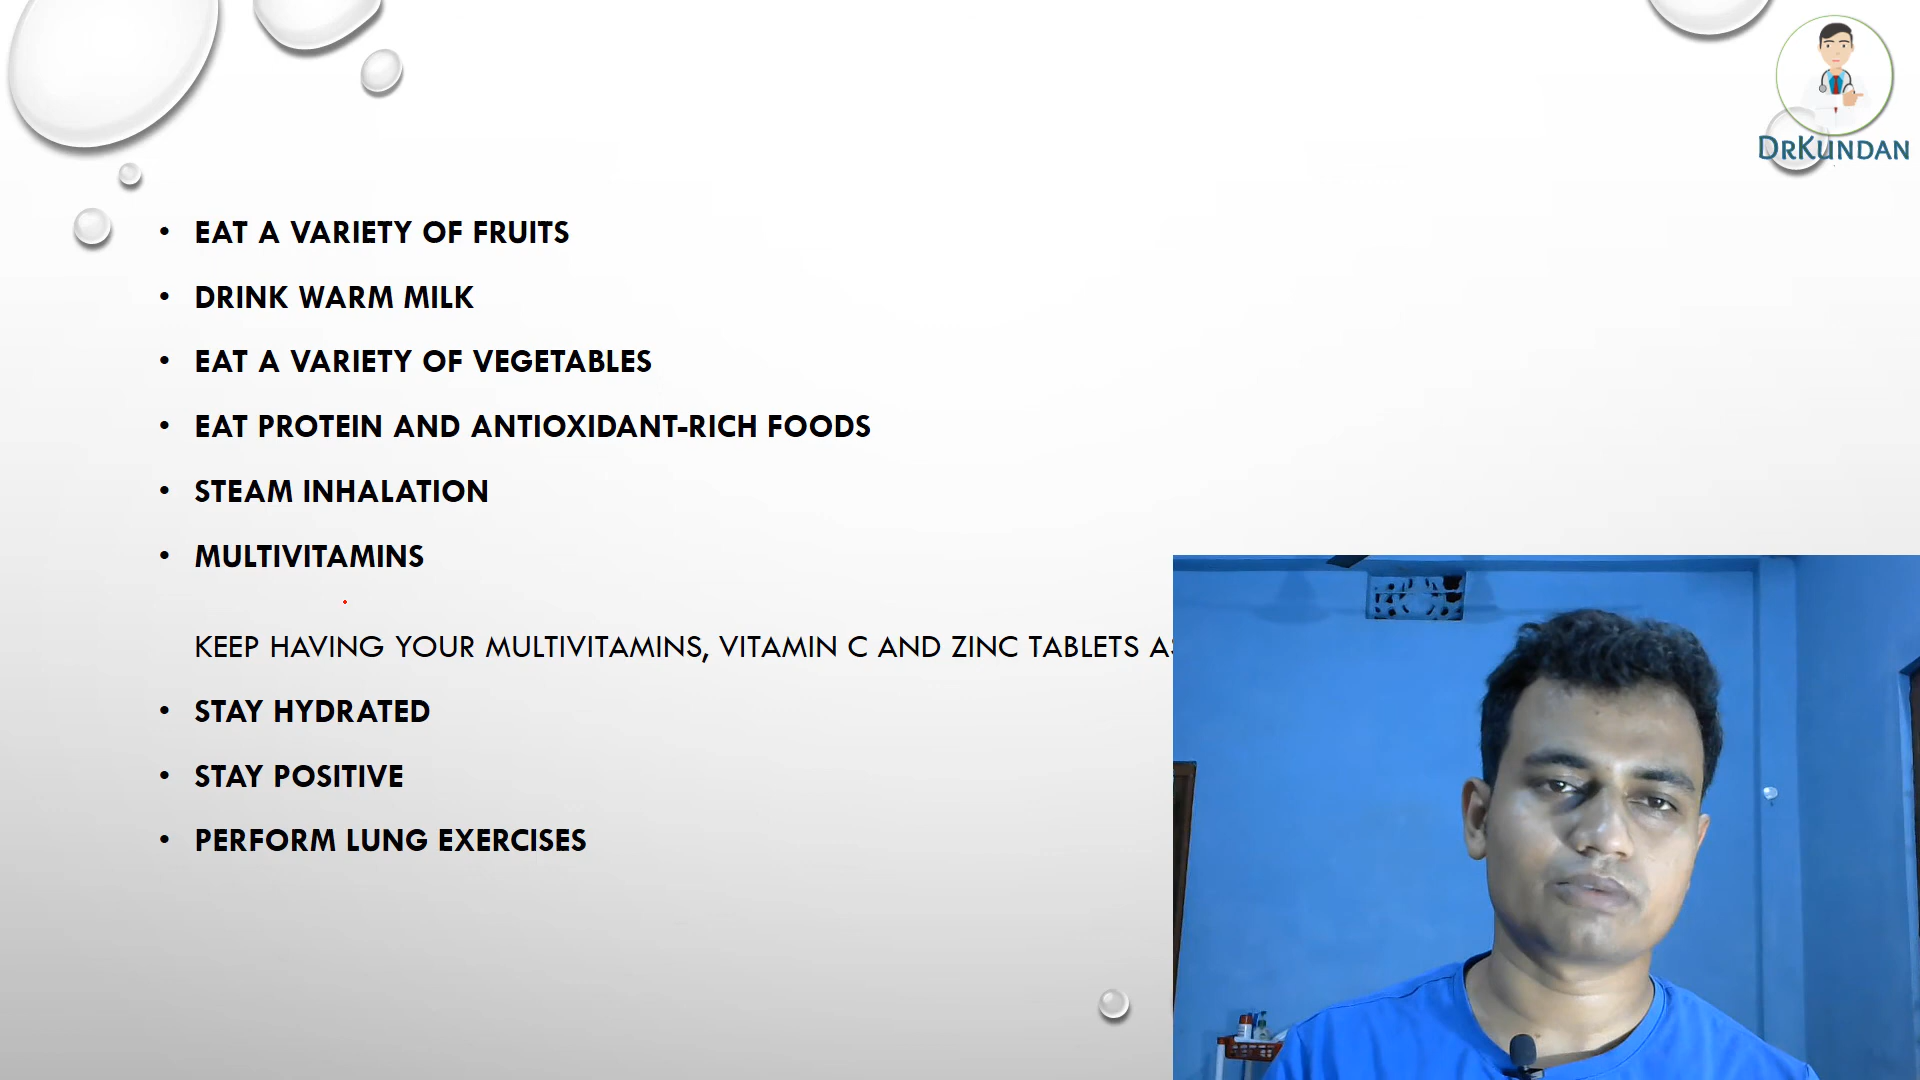 DRKUNDAN
• EAT A VARIETY OF FRUITS
• DRINK WARM MILK
• EAT A VARIETY OF VEGETABLES
• EAT PROTEIN AND ANTIOXIDANT-RICH FOODS
• STEAM INHALATION
• MULTIVITAMINS
KEEP HAVING YOUR MULTIVITAMINS, VITAMIN C AND ZINC TABLETS
• STAY HYDRATED
• STAY POSITIVE
• PERFORM LUNG EXERCISES